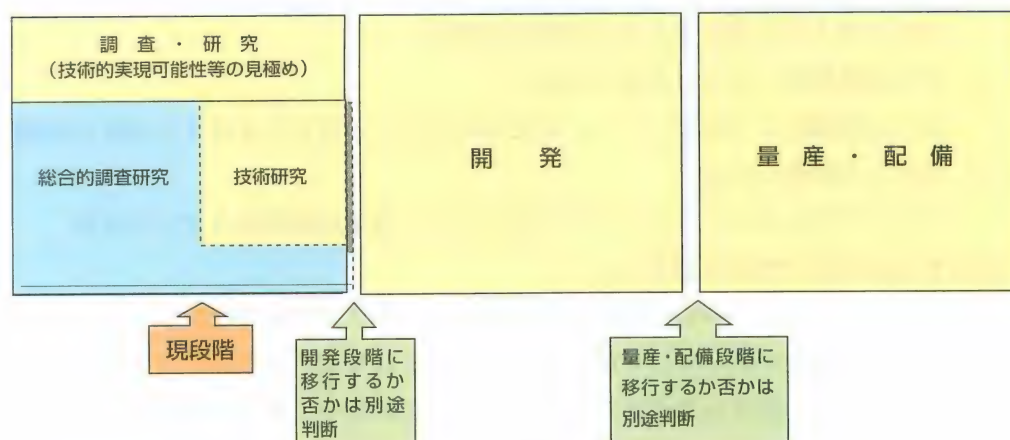 調査・研究
(技術的実現可能性等の見極め)
総合的調査研究
技術研究
開発
量産・配備
現段階
開発段階に
移行するか
否かは別途
判断
量産・配備段階に
移行するか否かは
別途判断